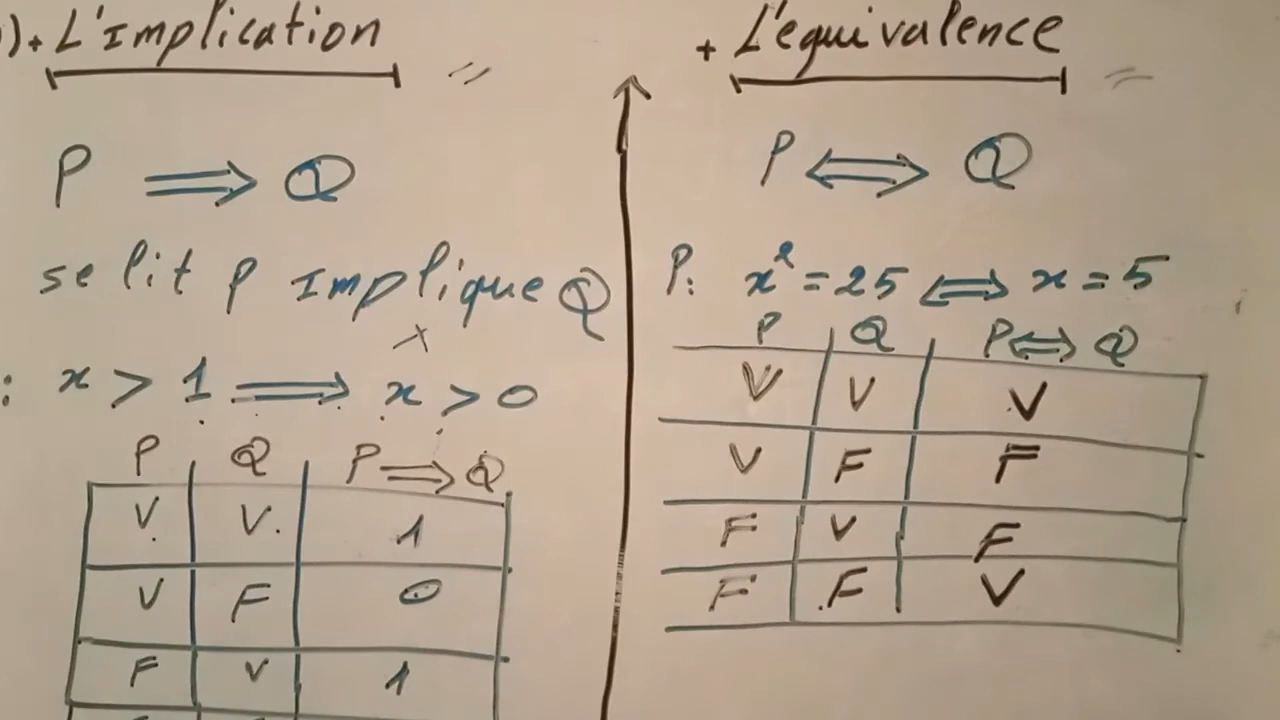 ) + L'Implication
P ⟹ Q
se lit P Implique Q
: x > 1 ⟹ x > 0
P Q P ⟹ Q
V V 1
V F 0
F V 1
+ L'équivalence
P ⟺ Q
P: x² = 25 ⟺ x = 5
P Q P ⟺ Q
V V V
V F F
F V F
F F V